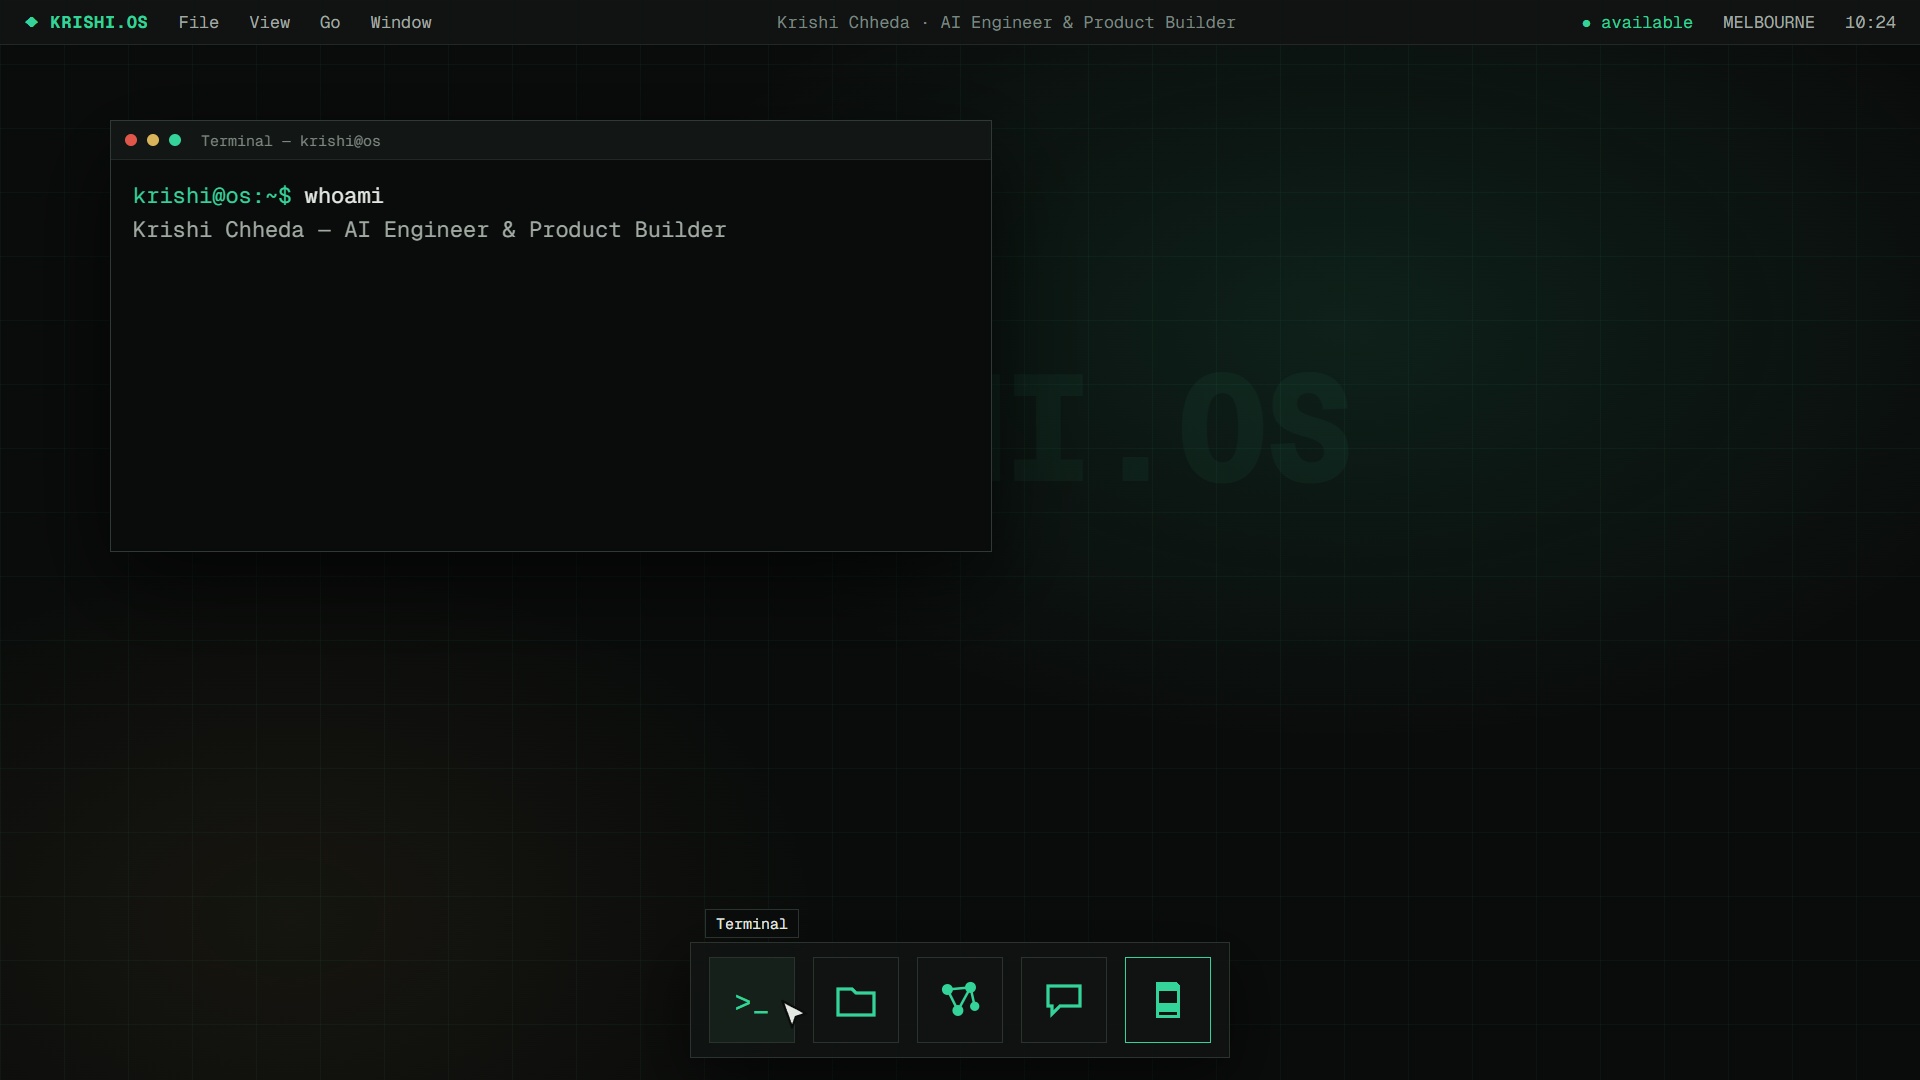 KRISHI.OS File View Go Window Krishi Chheda · AI Engineer & Product Builder ● available MELBOURNE 10:24
Terminal — krishi@os
krishi@os:~$ whoami
Krishi Chheda — AI Engineer & Product Builder
I.OS
Terminal
>_